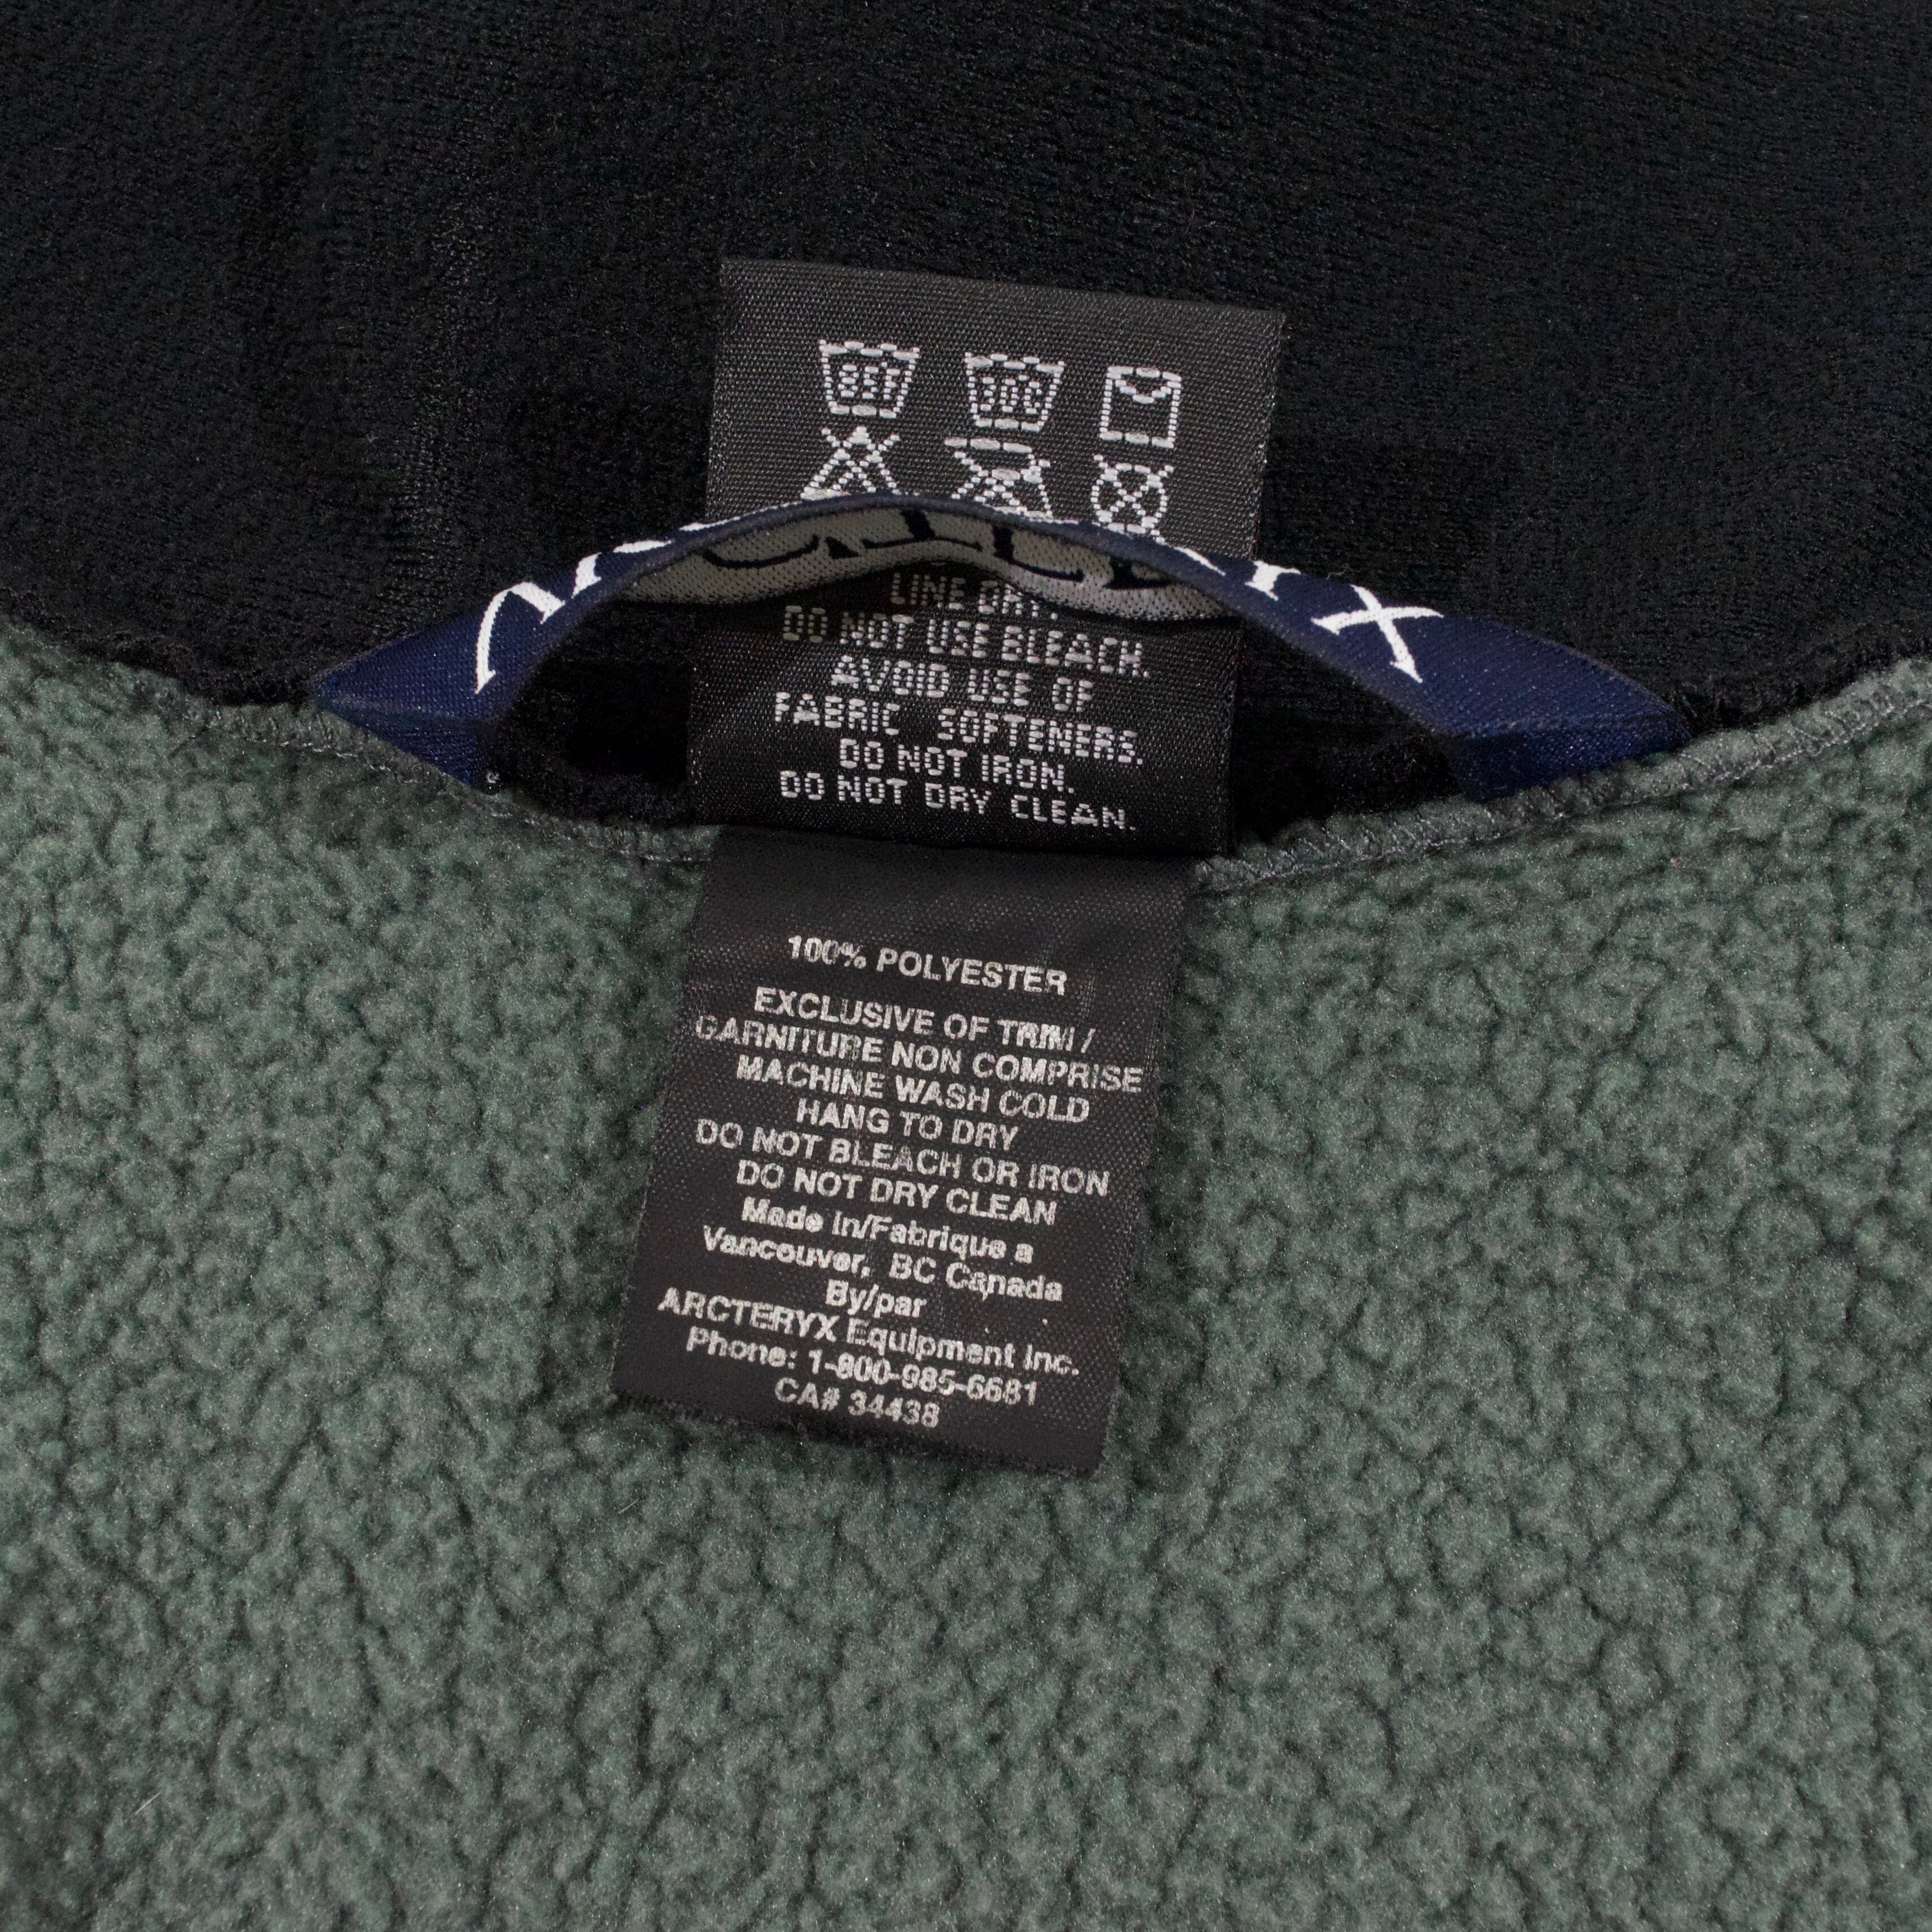 85F 30C
LINE DRY.
DO NOT USE BLEACH.
AVOID USE OF
FABRIC SOFTENERS.
DO NOT IRON.
DO NOT DRY CLEAN.
100% POLYESTER
EXCLUSIVE OF TRIM /
GARNITURE NON COMPRISE
MACHINE WASH COLD
HANG TO DRY
DO NOT BLEACH OR IRON
DO NOT DRY CLEAN
Made in/Fabrique a
Vancouver, BC Canada
By/par
ARCTERYX Equipment Inc.
Phone: 1-800-985-6681
CA# 34438